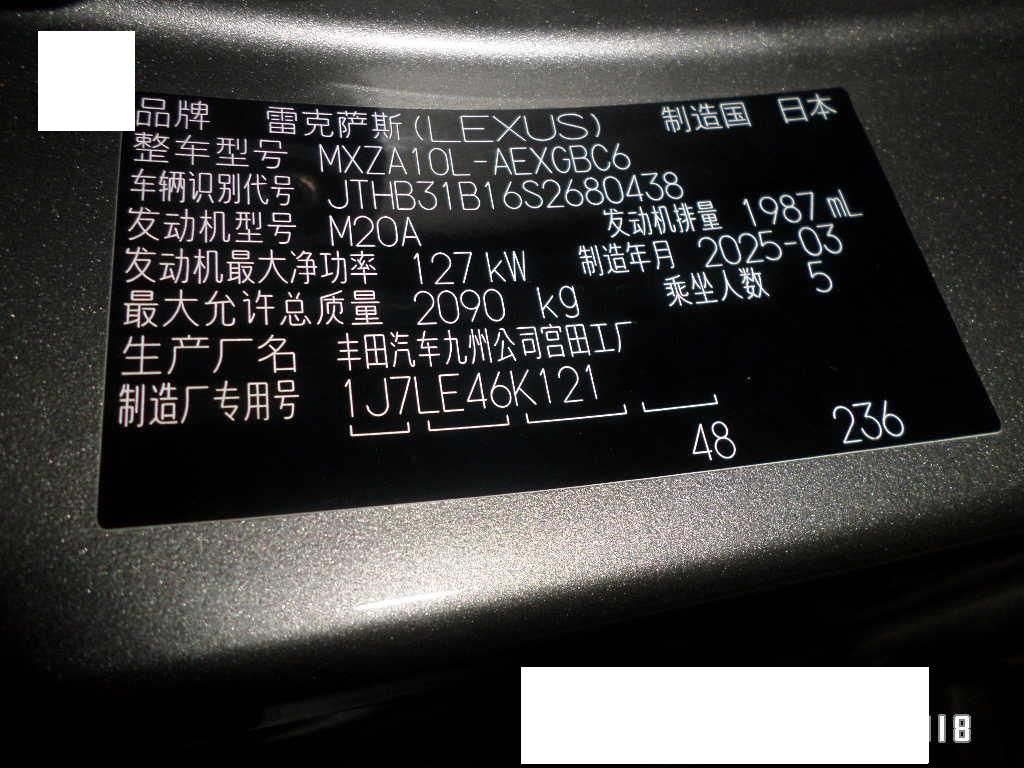 品牌 雷克萨斯(LEXUS) 制造国 日本
整车型号 MXZA10L-AEXGBC6
车辆识别代号 JTHB31B16S2680438
发动机型号 M20A 发动机排量 1987 mL
发动机最大净功率 127 kW 制造年月 2025-03
最大允许总质量 2090 kg 乘坐人数 5
生产厂名 丰田汽车九州公司宫田工厂
制造厂专用号 1J7LE46K121
48 236
18